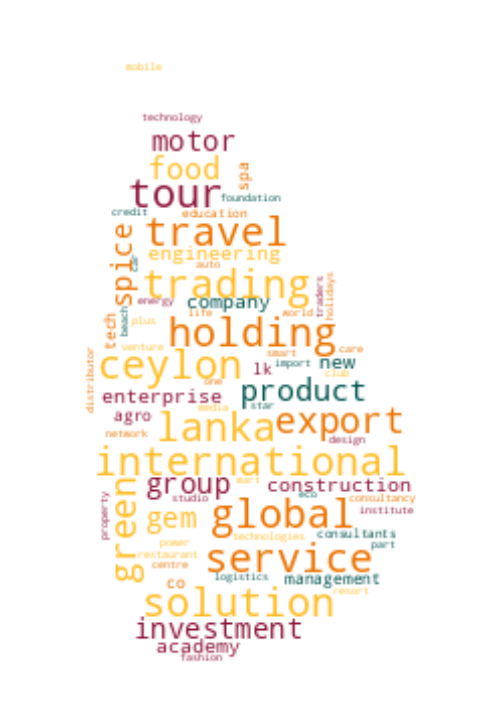 mobile
technology
motor
food
spa
tour
foundation
credit
education
travel
spice
engineering
car
auto
trading
energy
company
traders
holidays
life
world
beach
tech
plus
holding
venture
smart
care
ceylon
lk
import
new
club
distributor
one
enterprise
product
media
star
agro
lanka
export
network
design
international
group
mart
construction
studio
eco
consultancy
property
green
gem
global
institute
technologies
consultants
power
part
restaurant
service
centre
co
logistics
management
solution
resort
investment
academy
fashion